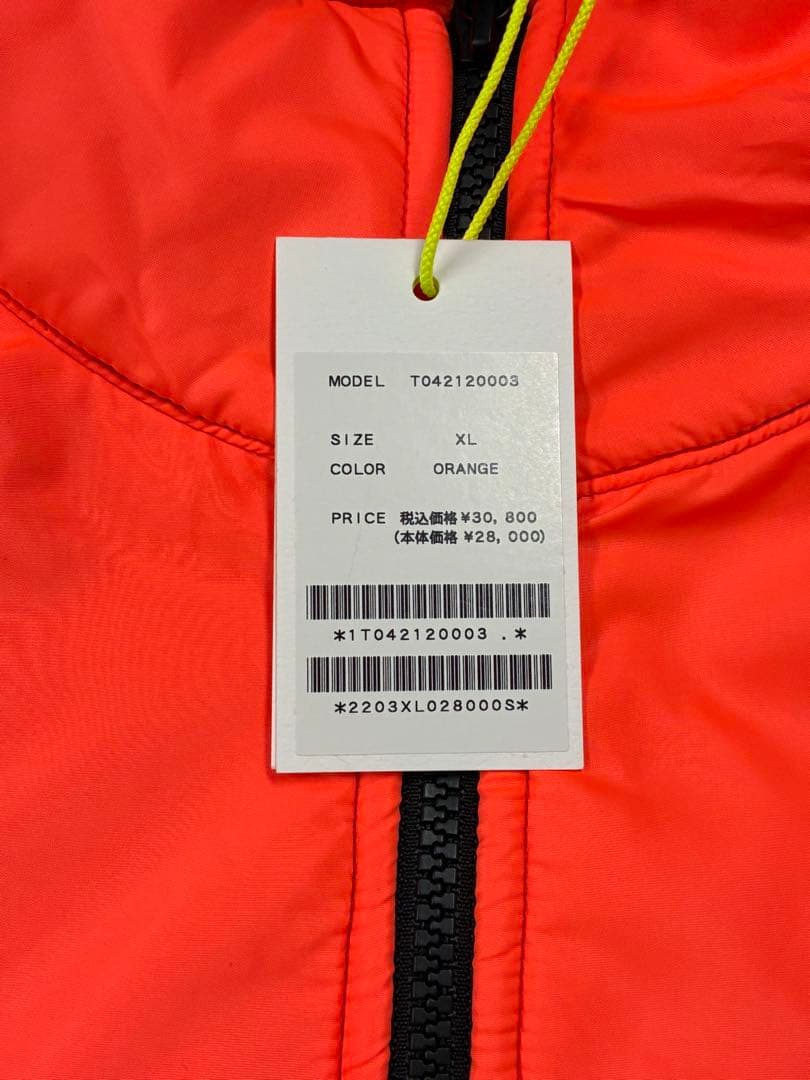 MODEL T042120003
SIZE XL
COLOR ORANGE
PRICE 税込価格 ¥30,800
(本体価格 ¥28,000)
*1T042120003 .*
*2203XL028000S*